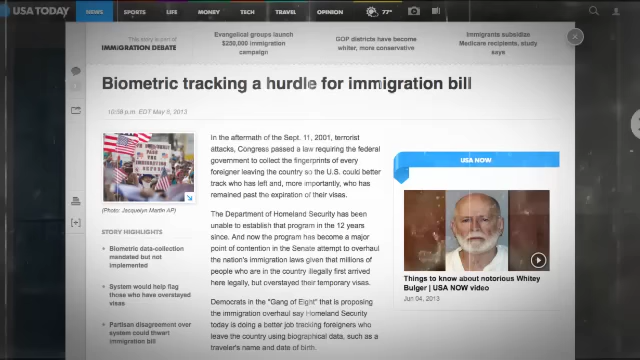 USA TODAY
NEWS
SPORTS
LIFE
MONEY
TECH
TRAVEL
OPINION
77°
This story is part of
IMMIGRATION DEBATE
Evangelical groups launch
$250,000 immigration
campaign
GOP districts have become
whiter, more conservative
Immigrants subsidize
Medicare recipients, study
says
Biometric tracking a hurdle for immigration bill
p.m. EDT May 5, 2013
(Photo: Jacquelyn Martin AP)
STORY HIGHLIGHTS
Biometric data-collection
mandated but not
implemented
System would help flag
those who have overstayed
visas
Partisan disagreement over
system could thwart
immigration bill
In the aftermath of the Sept. 11, 2001, terrorist
attacks, Congress passed a law requiring the federal
government to collect the fingerprints of every
foreigner leaving the country so the U.S. could better
track who has left and, more importantly, who has
remained past the expiration of their visas.
The Department of Homeland Security has been
unable to establish that program in the 12 years
since. And now the program has become a major
point of contention in the Senate attempt to overhaul
the nation's immigration laws given that millions of
people who are in the country illegally first arrived
here legally, but overstayed their temporary visas.
Democrats in the "Gang of Eight" that is proposing
the immigration overhaul say Homeland Security
today is doing a better job tracking foreigners who
leave the country using biographical data, such as a
traveler's name and date of birth.
USA NOW
Things to know about notorious Whitey
Bulger | USA NOW video
Jun 04, 2013